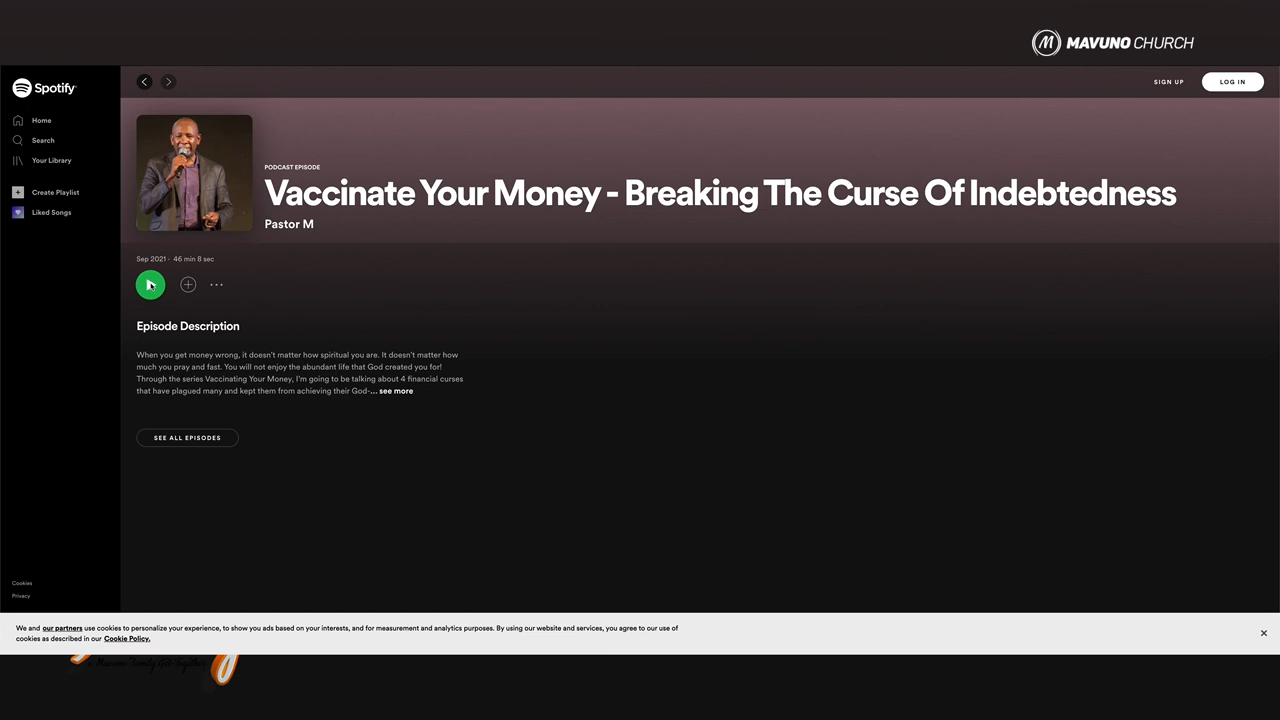 MAVUNO CHURCH
Spotify
SIGN UP
LOG IN
Home
Search
Your Library
Create Playlist
Liked Songs
PODCAST EPISODE
Vaccinate Your Money - Breaking The Curse Of Indebtedness
Pastor M
Sep 2021 · 46 min 8 sec
Episode Description
When you get money wrong, it doesn't matter how spiritual you are. It doesn't matter how
much you pray and fast. You will not enjoy the abundant life that God created you for!
Through the series Vaccinating Your Money, I'm going to be talking about 4 financial curses
that have plagued many and kept them from achieving their God-... see more
SEE ALL EPISODES
Cookies
Privacy
We and our partners use cookies to personalize your experience, to show you ads based on your interests, and for measurement and analytics purposes. By using our website and services, you agree to our use of
cookies as described in our Cookie Policy.
a Mavuno Family Get-Together